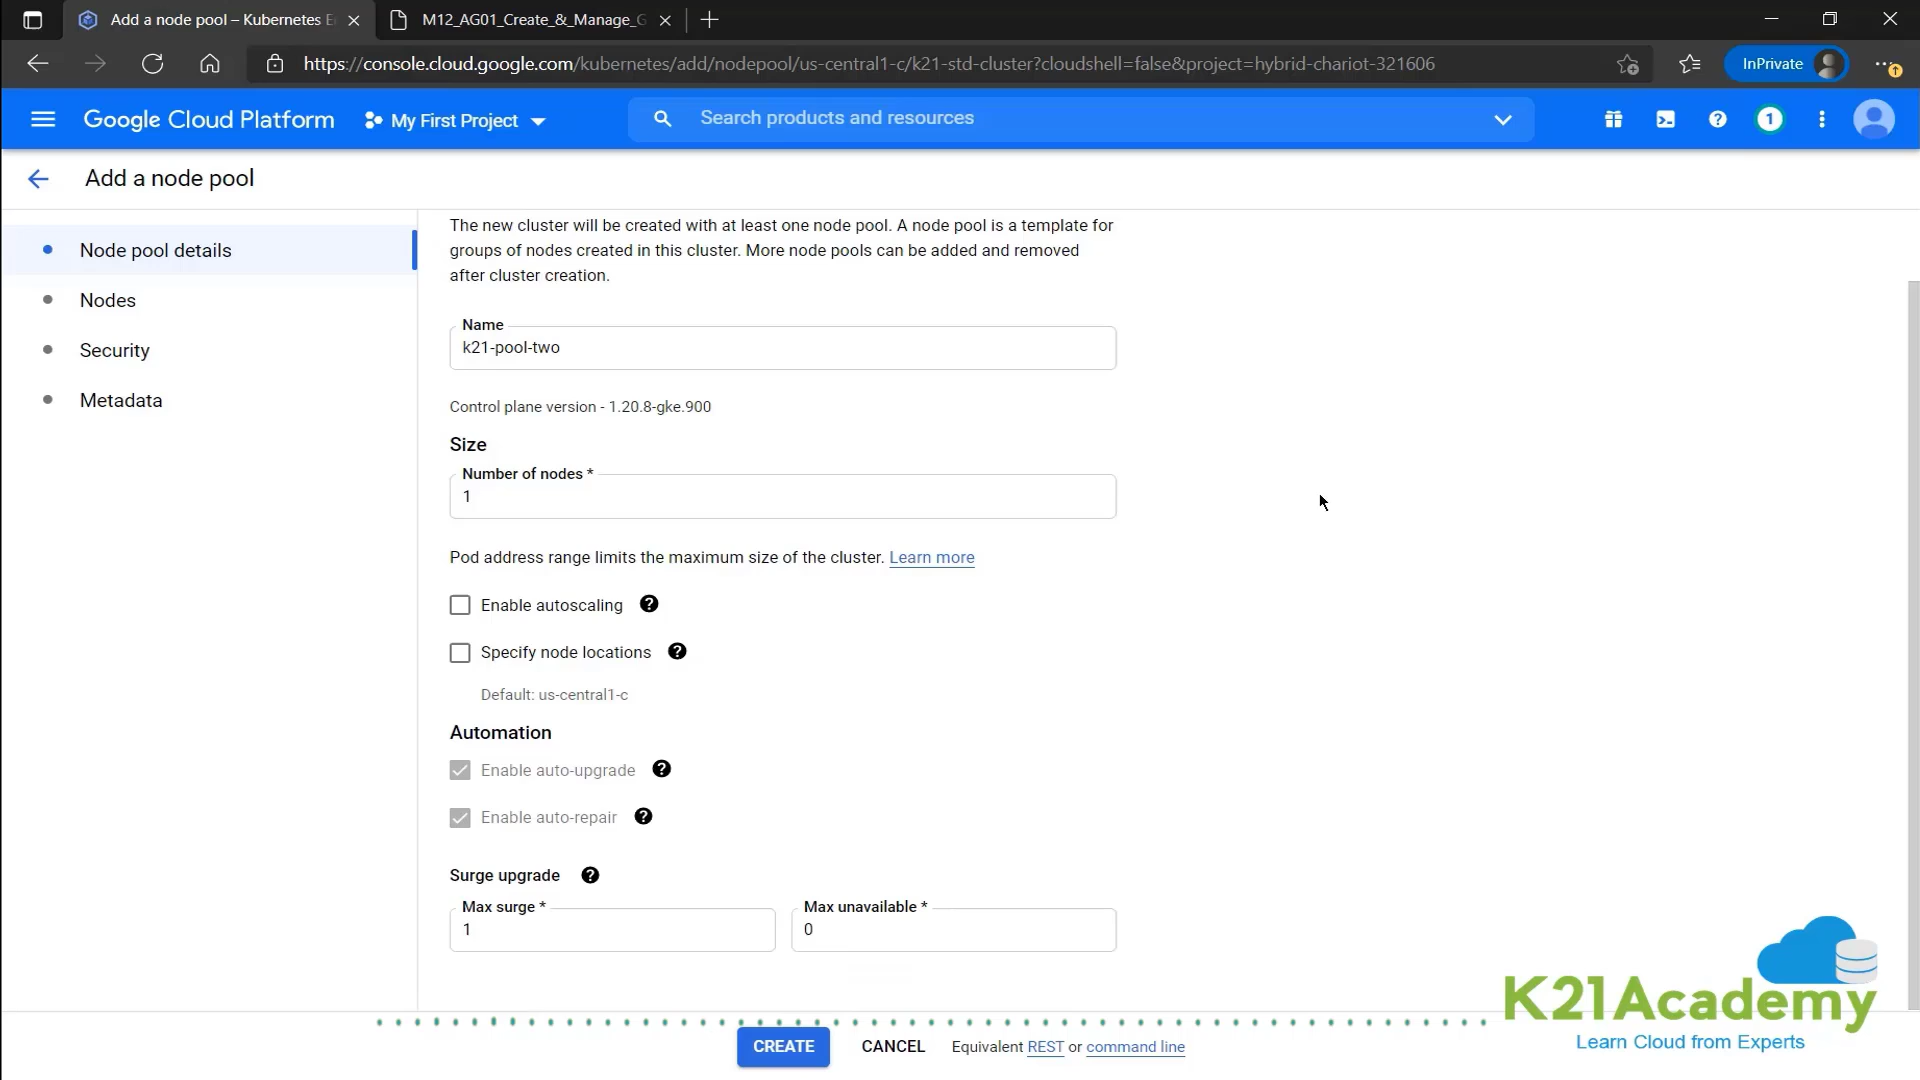 Add a node pool – Kubernetes E
M12_AG01_Create_&_Manage_G
https://console.cloud.google.com/kubernetes/add/nodepool/us-central1-c/k21-std-cluster?cloudshell=false&project=hybrid-chariot-321606
InPrivate
Google Cloud Platform
My First Project
Search products and resources
1
Add a node pool
Node pool details
Nodes
Security
Metadata
The new cluster will be created with at least one node pool. A node pool is a template for
groups of nodes created in this cluster. More node pools can be added and removed
after cluster creation.
Name
k21-pool-two
Control plane version - 1.20.8-gke.900
Size
Number of nodes *
1
Pod address range limits the maximum size of the cluster. Learn more
Enable autoscaling
Specify node locations
Default: us-central1-c
Automation
Enable auto-upgrade
Enable auto-repair
Surge upgrade
Max surge *
1
Max unavailable *
0
CREATE
CANCEL
Equivalent REST or command line
K21Academy
Learn Cloud from Experts